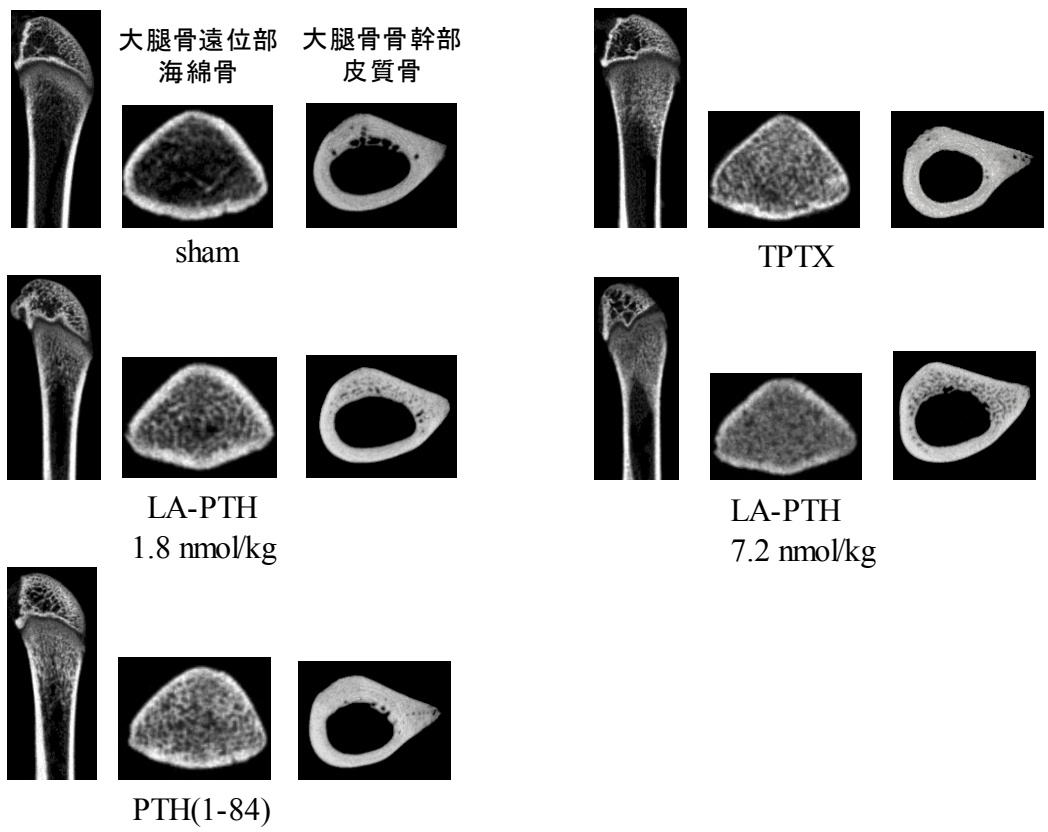 大腿骨遠位部
海綿骨
大腿骨骨幹部
皮質骨
sham
TPTX
LA-PTH
1.8 nmol/kg
LA-PTH
7.2 nmol/kg
PTH(1-84)